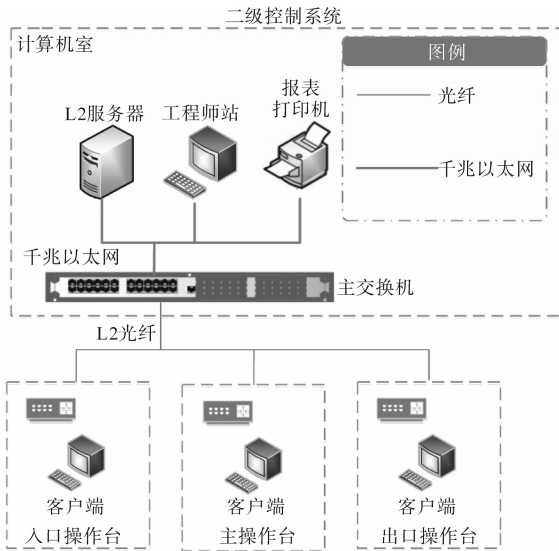 二级控制系统
计算机室
图例
光纤
千兆以太网
L2服务器
工程师站
报表
打印机
千兆以太网
主交换机
L2光纤
客户端
入口操作台
客户端
主操作台
客户端
出口操作台